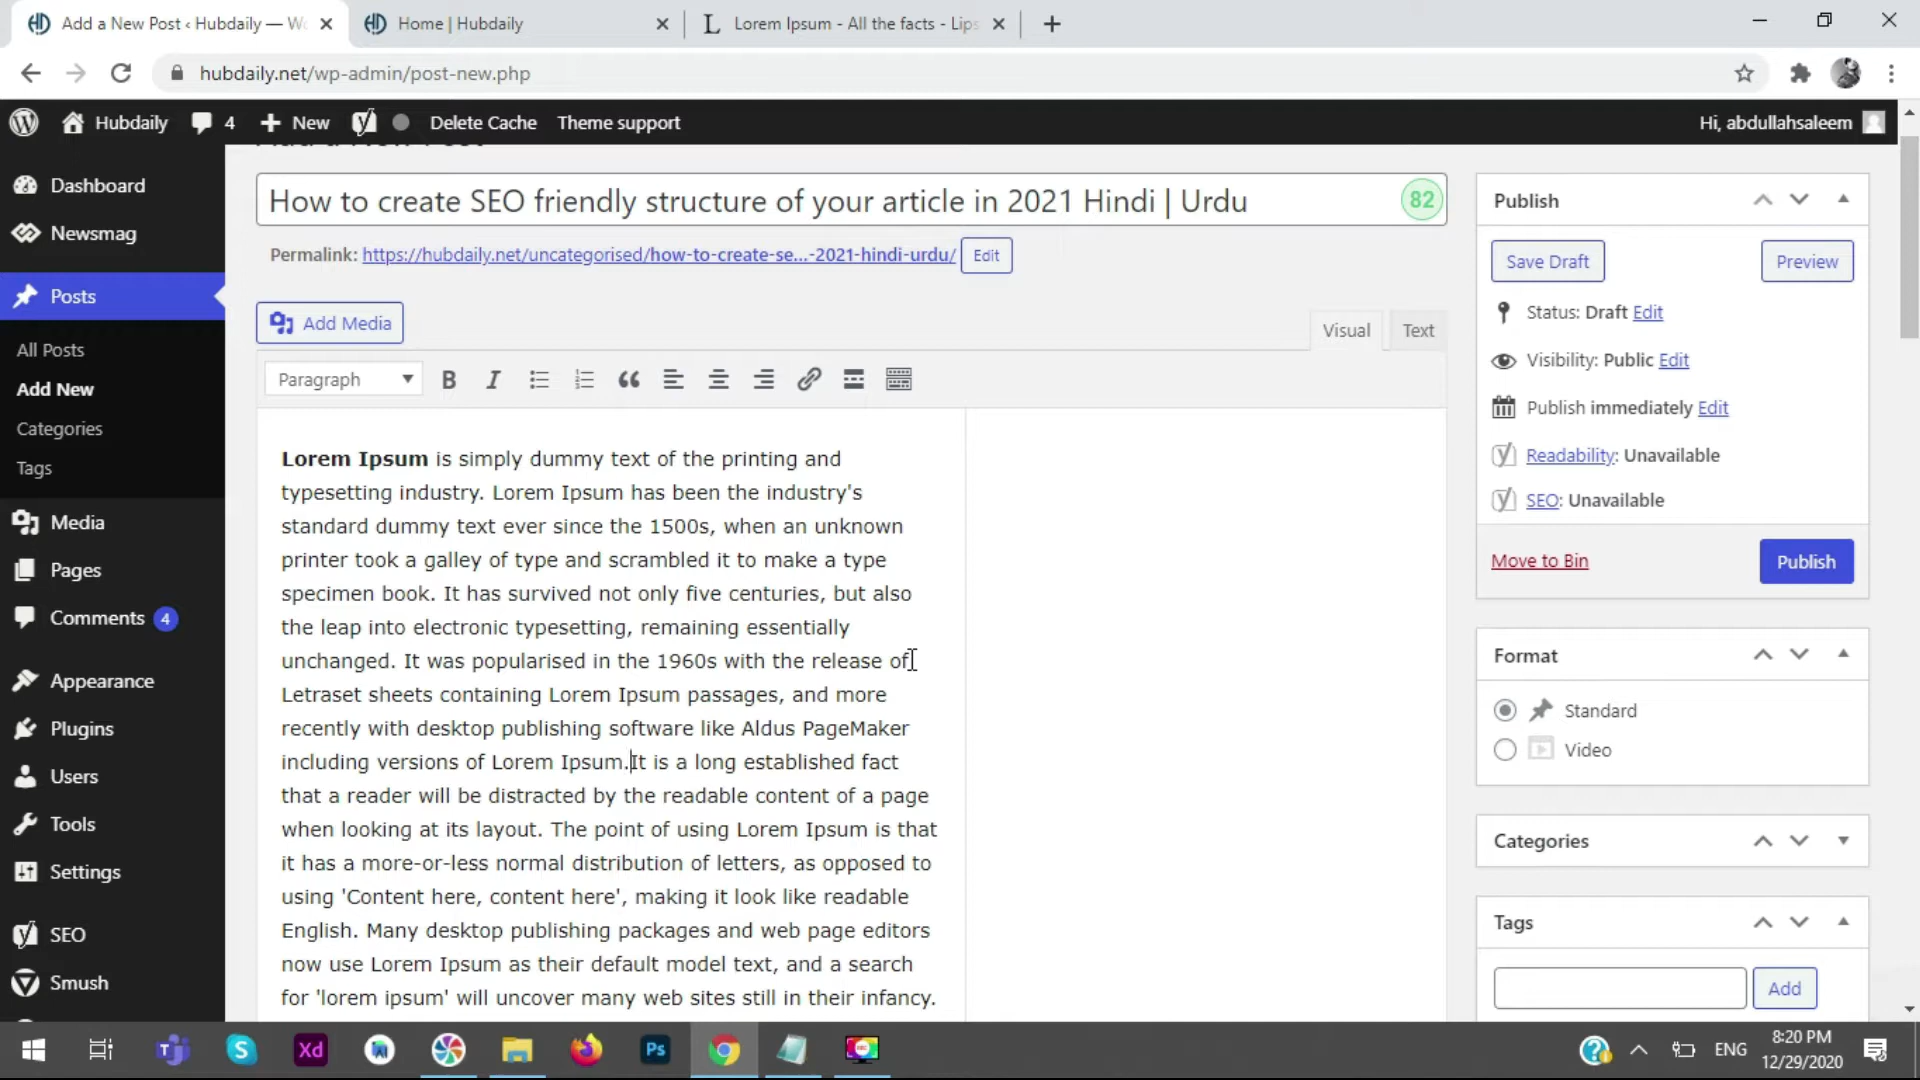 Add a New Post ‹ Hubdaily — Wo
Home | Hubdaily
Lorem Ipsum - All the facts - Lips
hubdaily.net/wp-admin/post-new.php
Hubdaily
4
New
Delete Cache
Theme support
Hi, abdullahsaleem
Add a New Post
Dashboard
Newsmag
Posts
All Posts
Add New
Categories
Tags
Media
Pages
Comments 4
Appearance
Plugins
Users
Tools
Settings
SEO
Smush
How to create SEO friendly structure of your article in 2021 Hindi | Urdu
82
Permalink: https://hubdaily.net/uncategorised/how-to-create-se...-2021-hindi-urdu/ Edit
Add Media
Visual
Text
Paragraph
Lorem Ipsum is simply dummy text of the printing and
typesetting industry. Lorem Ipsum has been the industry's
standard dummy text ever since the 1500s, when an unknown
printer took a galley of type and scrambled it to make a type
specimen book. It has survived not only five centuries, but also
the leap into electronic typesetting, remaining essentially
unchanged. It was popularised in the 1960s with the release of
Letraset sheets containing Lorem Ipsum passages, and more
recently with desktop publishing software like Aldus PageMaker
including versions of Lorem Ipsum.It is a long established fact
that a reader will be distracted by the readable content of a page
when looking at its layout. The point of using Lorem Ipsum is that
it has a more-or-less normal distribution of letters, as opposed to
using 'Content here, content here', making it look like readable
English. Many desktop publishing packages and web page editors
now use Lorem Ipsum as their default model text, and a search
for 'lorem ipsum' will uncover many web sites still in their infancy.
Publish
Save Draft
Preview
Status: Draft Edit
Visibility: Public Edit
Publish immediately Edit
Readability: Unavailable
SEO: Unavailable
Move to Bin
Publish
Format
Standard
Video
Categories
Tags
Add
Xd
Ps
ENG
8:20 PM
12/29/2020